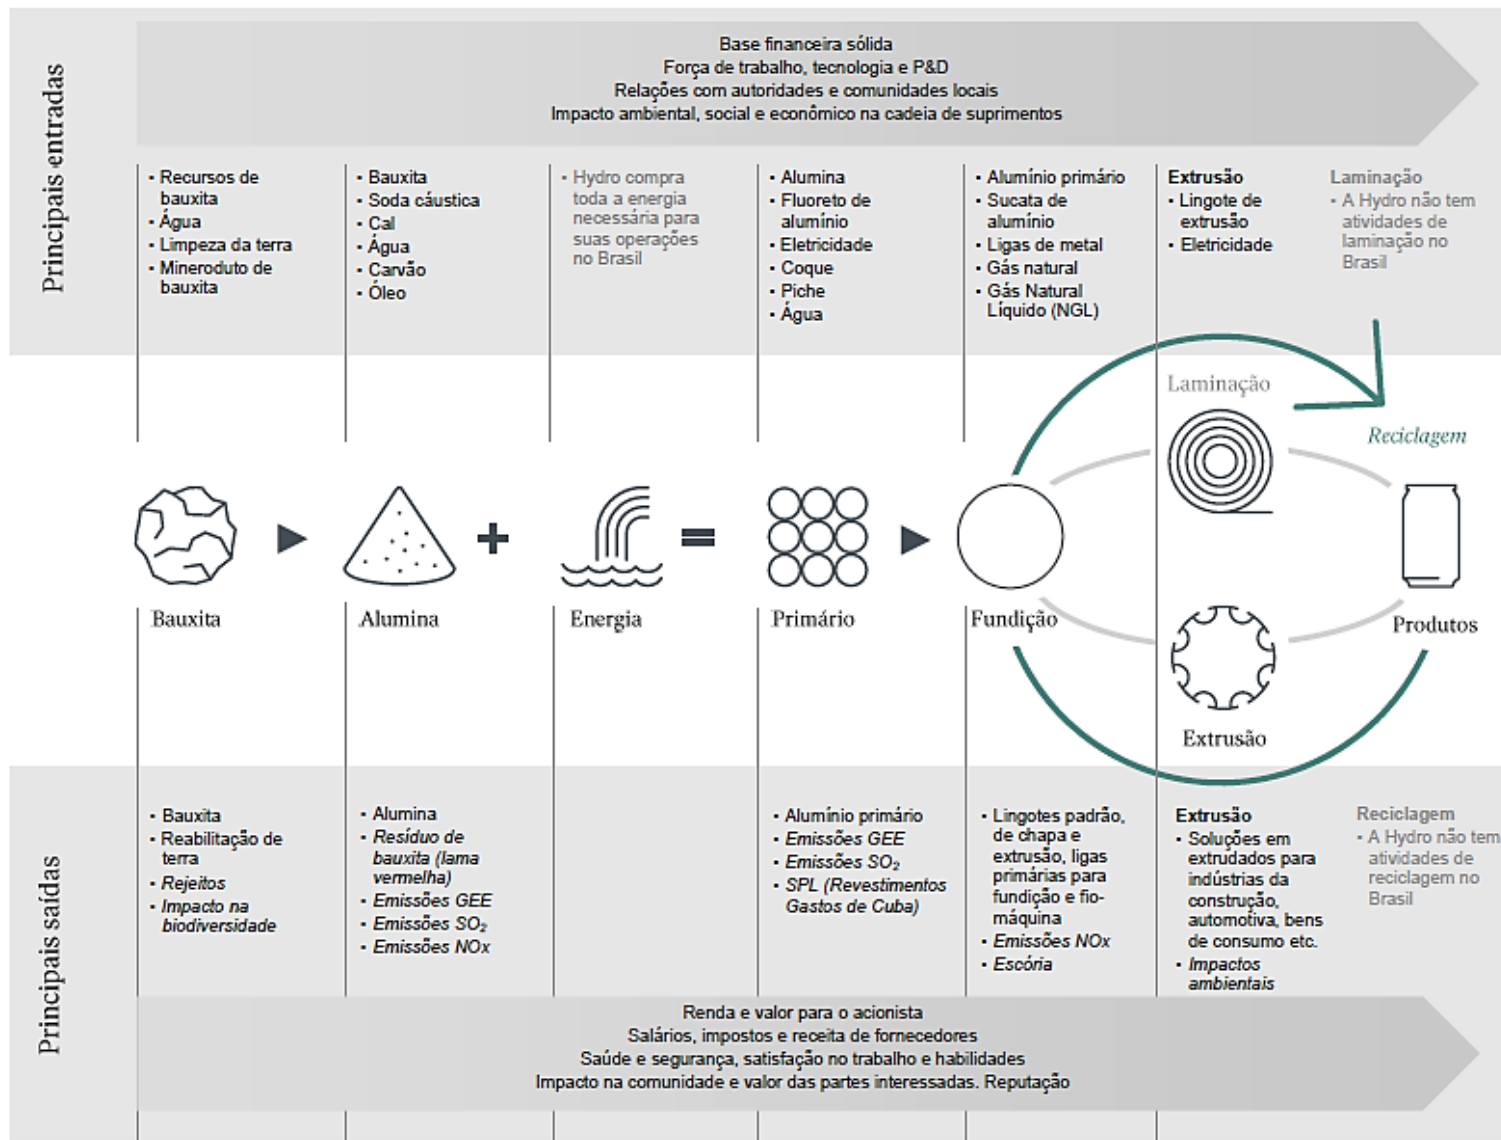 Principais entradas
Base financeira sólida
Força de trabalho, tecnologia e P&D
Relações com autoridades e comunidades locais
Impacto ambiental, social e econômico na cadeia de suprimentos
▪ Recursos de
bauxita
▪ Água
▪ Limpeza da terra
▪ Mineroduto de
bauxita
▪ Bauxita
▪ Soda cáustica
▪ Cal
▪ Água
▪ Carvão
▪ Óleo
▪ Hydro compra
toda a energia
necessária para
suas operações
no Brasil
▪ Alumina
▪ Fluoreto de
alumínio
▪ Eletricidade
▪ Coque
▪ Piche
▪ Água
▪ Alumínio primário
▪ Sucata de
alumínio
▪ Ligas de metal
▪ Gás natural
▪ Gás Natural
Líquido (NGL)
Extrusão
▪ Lingote de
extrusão
▪ Eletricidade
Laminação
▪ A Hydro não tem
atividades de
laminação no
Brasil
Laminação
Reciclagem
Bauxita
Alumina
Energia
Primário
Fundição
Produtos
Extrusão
Principais saídas
▪ Bauxita
▪ Reabilitação de
terra
▪ Rejeitos
▪ Impacto na
biodiversidade
▪ Alumina
▪ Resíduo de
bauxita (lama
vermelha)
▪ Emissões GEE
▪ Emissões SO₂
▪ Emissões NOx
▪ Alumínio primário
▪ Emissões GEE
▪ Emissões SO₂
▪ SPL (Revestimentos
Gastos de Cuba)
▪ Lingotes padrão,
de chapa e
extrusão, ligas
primárias para
fundição e fio-
máquina
▪ Emissões NOx
▪ Escória
Extrusão
▪ Soluções em
extrudados para
indústrias da
construção,
automotiva, bens
de consumo etc.
▪ Impactos
ambientais
Reciclagem
▪ A Hydro não tem
atividades de
reciclagem no
Brasil
Renda e valor para o acionista
Salários, impostos e receita de fornecedores
Saúde e segurança, satisfação no trabalho e habilidades
Impacto na comunidade e valor das partes interessadas. Reputação